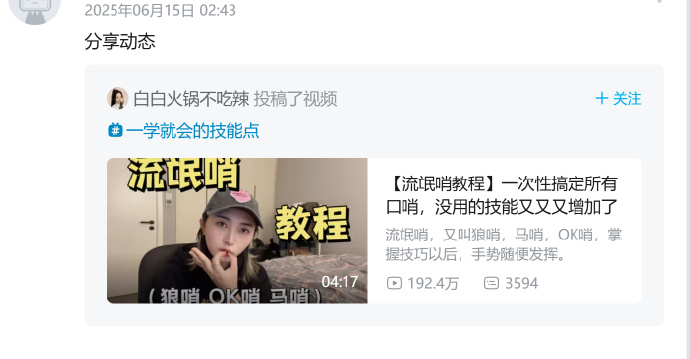 2025年06月15日 02:43
分享动态
白白火锅不吃辣 投稿了视频
+ 关注
一学就会的技能点
流氓哨
教程
04:17
（狼哨 OK哨 马哨）
【流氓哨教程】一次性搞定所有
口哨，没用的技能又又又增加了
流氓哨，又叫狼哨，马哨，OK哨，掌
握技巧以后，手势随便发挥。
192.4万 3594